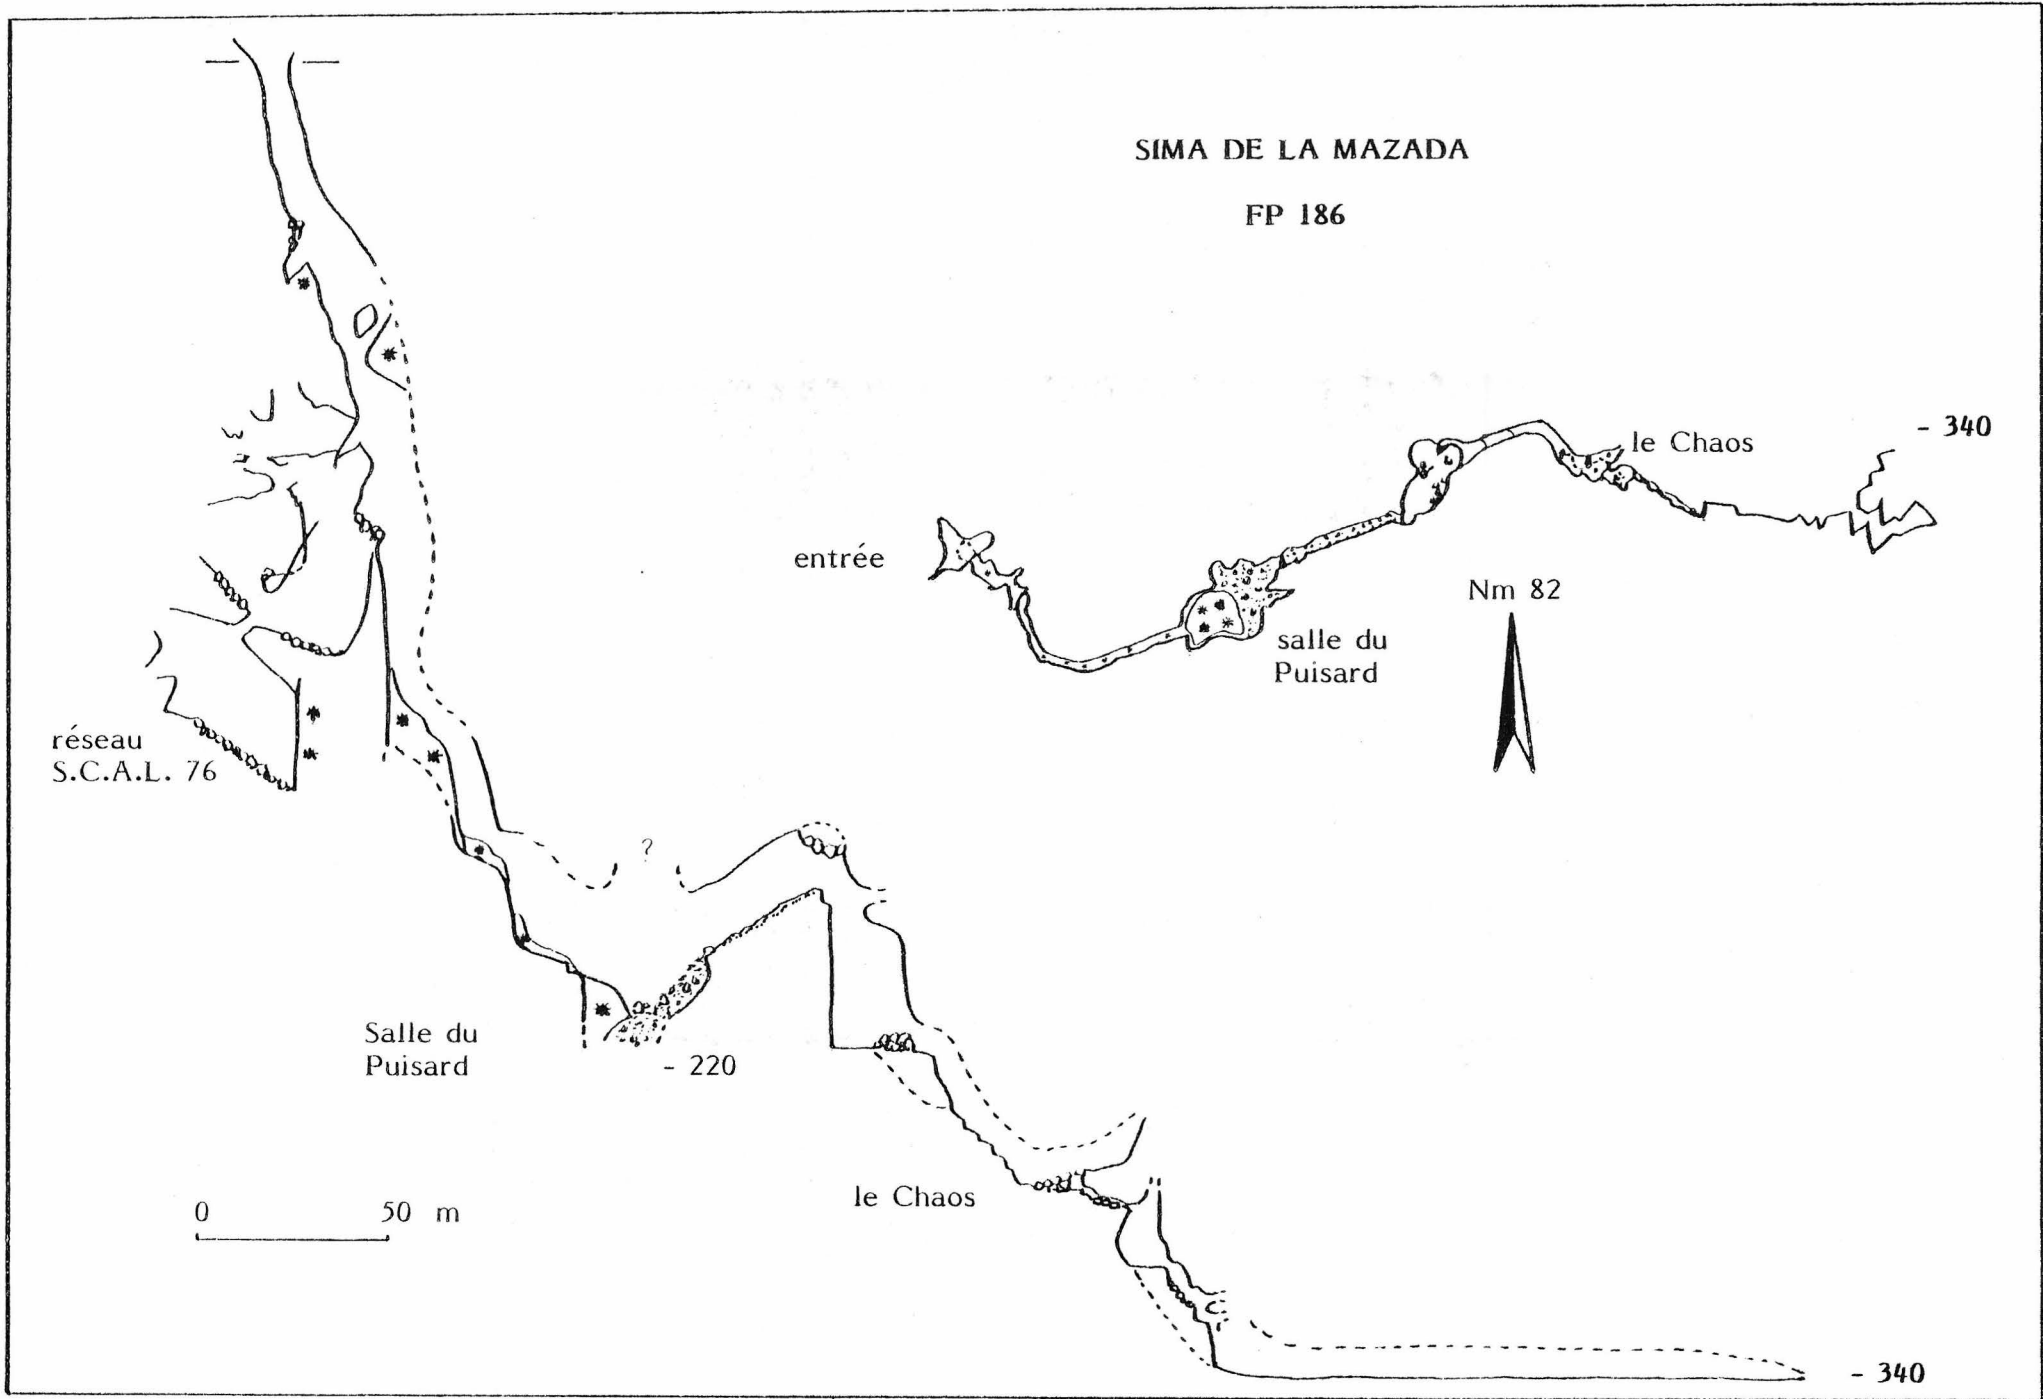 SIMA DE LA MAZADA
FP 186
- 340
le Chaos
entrée
Nm 82
salle du
Puisard
réseau
S.C.A.L. 76
?
Salle du
Puisard
- 220
le Chaos
0 50 m
- 340